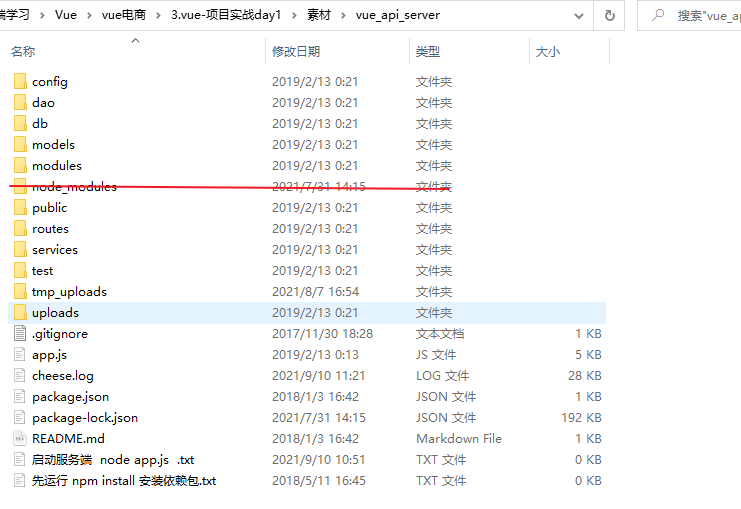 端学习 > Vue > vue电商 > 3.vue-项目实战day1 > 素材 > vue_api_server 搜索"vue_ap
名称 修改日期 类型 大小
config 2019/2/13 0:21 文件夹
dao 2019/2/13 0:21 文件夹
db 2019/2/13 0:21 文件夹
models 2019/2/13 0:21 文件夹
modules 2019/2/13 0:21 文件夹
node_modules 2021/7/31 14:15 文件夹
public 2019/2/13 0:21 文件夹
routes 2019/2/13 0:21 文件夹
services 2019/2/13 0:21 文件夹
test 2019/2/13 0:21 文件夹
tmp_uploads 2021/8/7 16:54 文件夹
uploads 2019/2/13 0:21 文件夹
.gitignore 2017/11/30 18:28 文本文档 1 KB
app.js 2019/2/13 0:13 JS 文件 5 KB
cheese.log 2021/9/10 11:21 LOG 文件 28 KB
package.json 2018/1/3 16:42 JSON 文件 1 KB
package-lock.json 2021/7/31 14:15 JSON 文件 192 KB
README.md 2018/1/3 16:42 Markdown File 1 KB
启动服务端 node app.js .txt 2021/9/10 10:51 TXT 文件 0 KB
先运行 npm install 安装依赖包.txt 2018/5/11 16:45 TXT 文件 0 KB